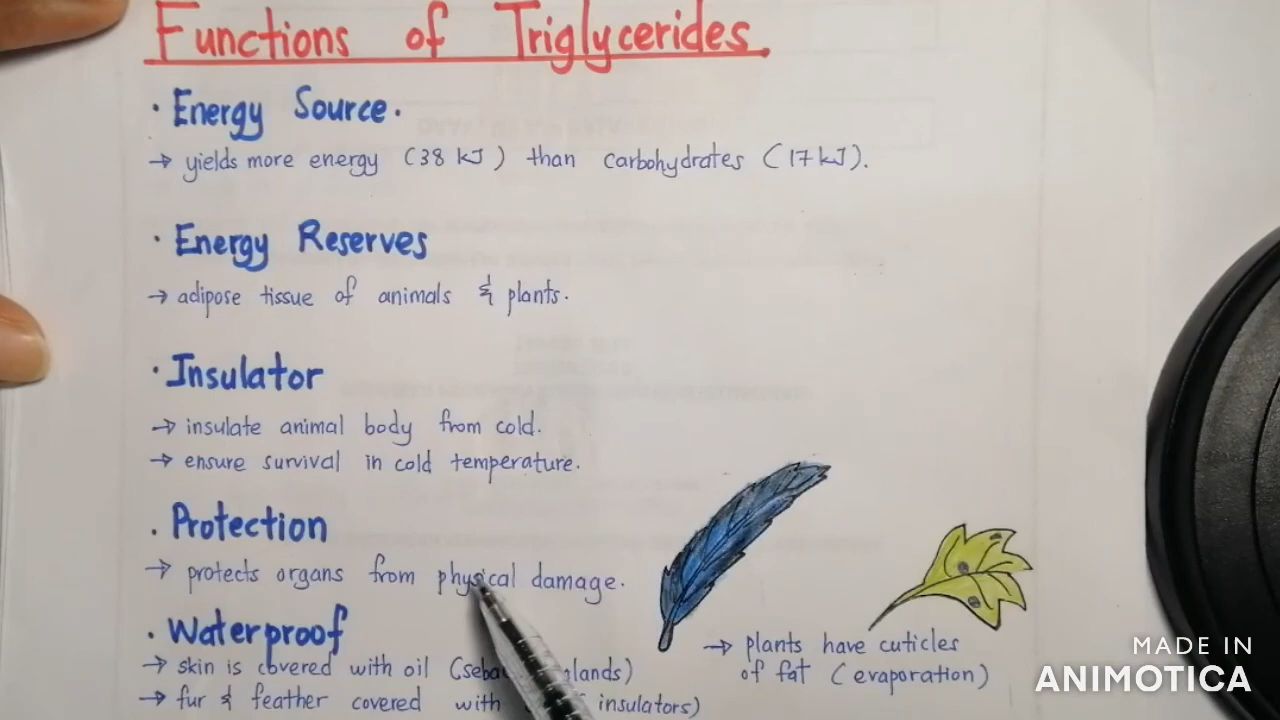 Functions of Triglycerides.
· Energy Source.
→ yields more energy (38 kJ) than carbohydrates (17 kJ).
· Energy Reserves
→ adipose tissue of animals & plants.
· Insulator
→ insulate animal body from cold.
→ ensure survival in cold temperature.
· Protection
→ protects organs from physical damage.
· Waterproof
→ skin is covered with oil (seba lands)
→ fur & feather covered with insulators)
→ plants have cuticles
of fat (evaporation)
MADE IN
ANIMOTICA